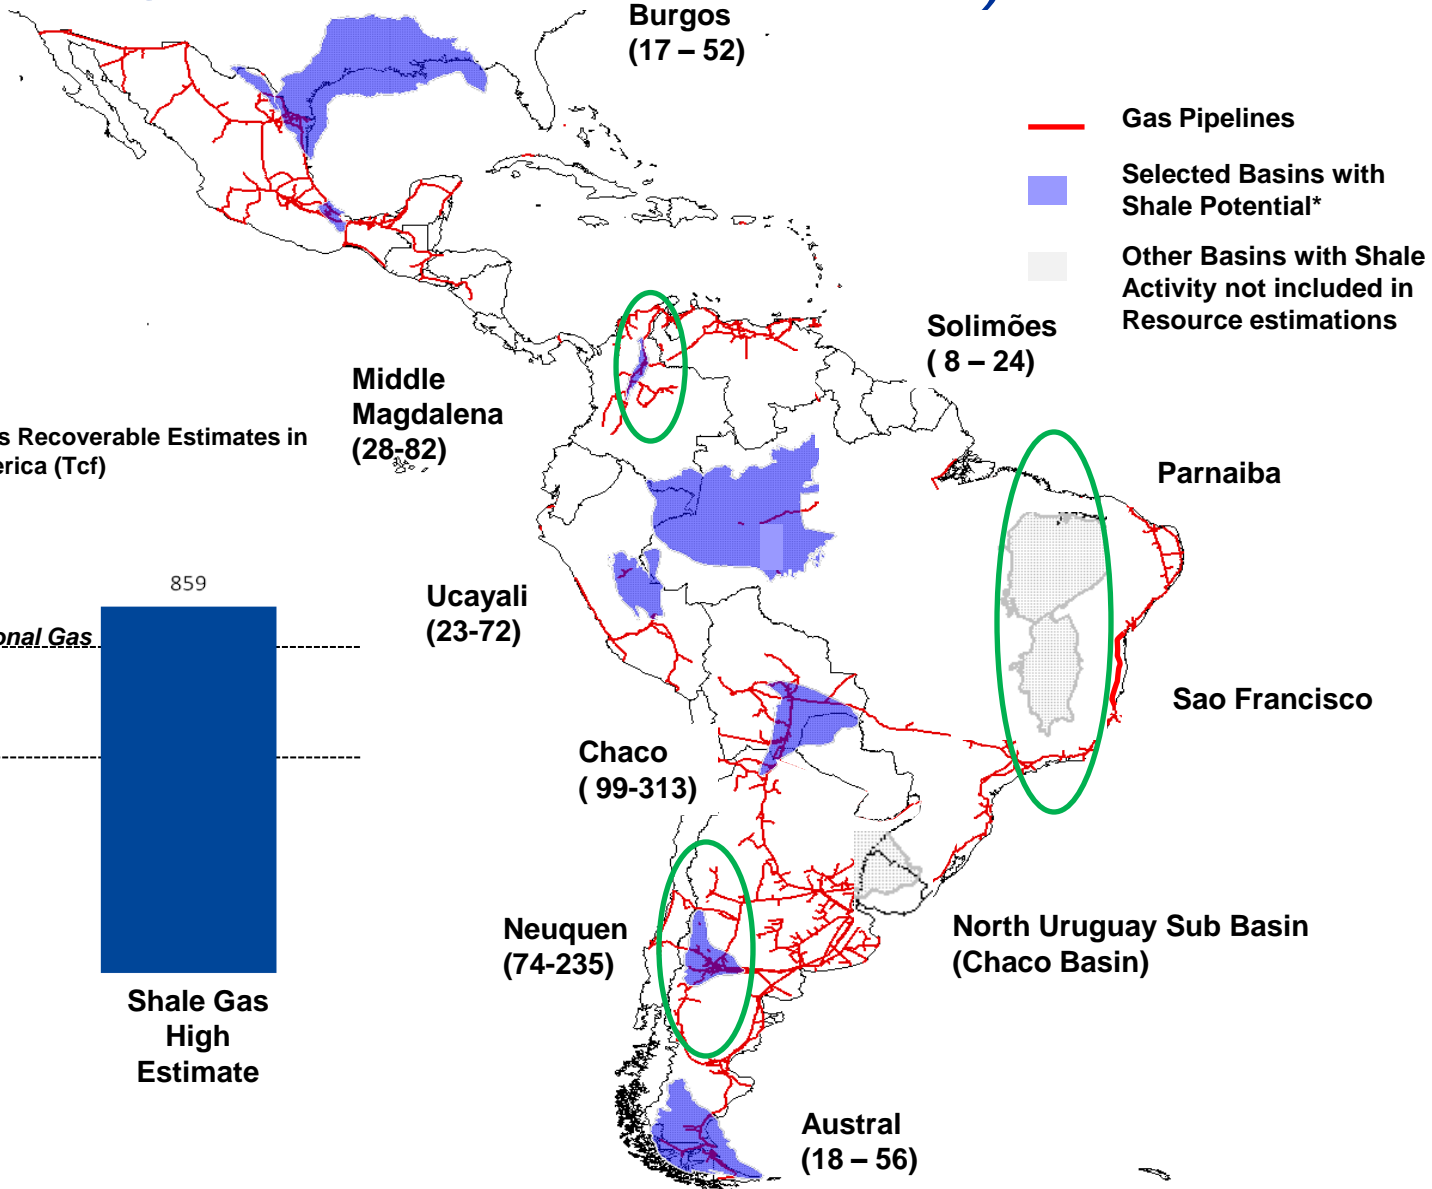 Burgos
(17 – 52)
Gas Pipelines
Selected Basins with
Shale Potential*
Other Basins with Shale
Activity not included in
Resource estimations
Solimões
( 8 – 24)
Middle
Magdalena
(28-82)
s Recoverable Estimates in
erica (Tcf)
Parnaiba
859
onal Gas
Ucayali
(23-72)
Sao Francisco
Chaco
( 99-313)
Neuquen
(74-235)
North Uruguay Sub Basin
(Chaco Basin)
Shale Gas
High
Estimate
Austral
(18 – 56)